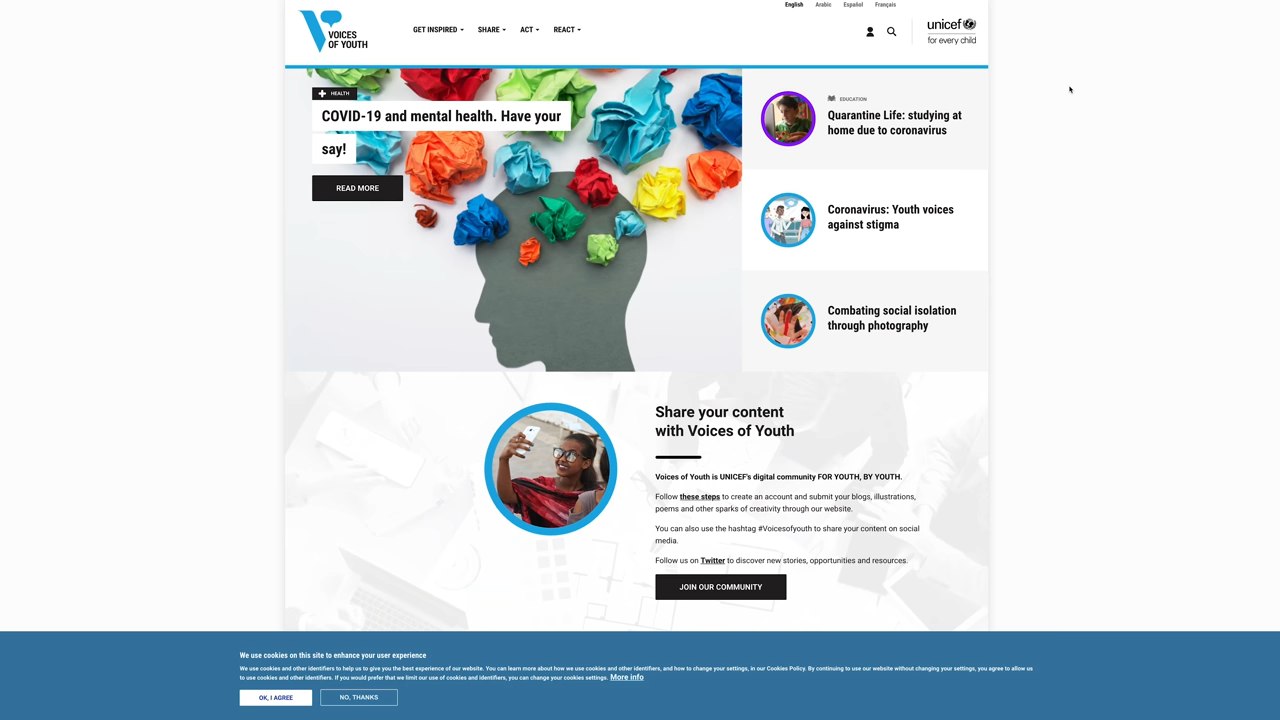 English Arabic Español Français
VOICES
OF YOUTH
GET INSPIRED SHARE ACT REACT
unicef
for every child
HEALTH
COVID-19 and mental health. Have your
say!
READ MORE
EDUCATION
Quarantine Life: studying at
home due to coronavirus
Coronavirus: Youth voices
against stigma
Combating social isolation
through photography
Share your content
with Voices of Youth
Voices of Youth is UNICEF's digital community FOR YOUTH, BY YOUTH.
Follow these steps to create an account and submit your blogs, illustrations,
poems and other sparks of creativity through our website.
You can also use the hashtag #Voicesofyouth to share your content on social
media.
Follow us on Twitter to discover new stories, opportunities and resources.
JOIN OUR COMMUNITY
We use cookies on this site to enhance your user experience
We use cookies and other identifiers to help us to give you the best experience of our website. You can learn more about how we use cookies and other identifiers, and how to change your settings, in our Cookies Policy. By continuing to use our website without changing your settings, you agree to allow us
to use cookies and other identifiers. If you would prefer that we limit our use of cookies and identifiers, you can change your cookies settings. More info
OK, I AGREE NO, THANKS